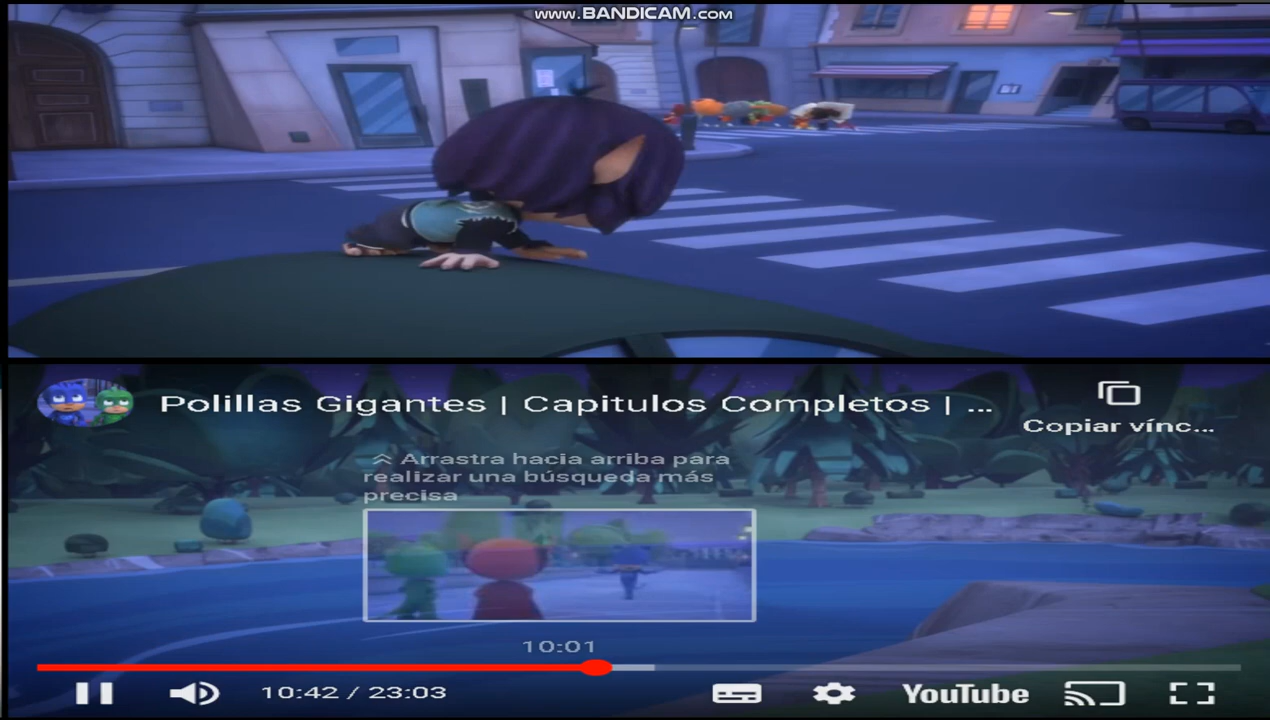 www.BANDICAM.com
Polillas Gigantes | Capitulos Completos | ...
Copiar vínc...
Arrastra hacia arriba para
realizar una búsqueda más
precisa
10:01
10:42 / 23:03
YouTube